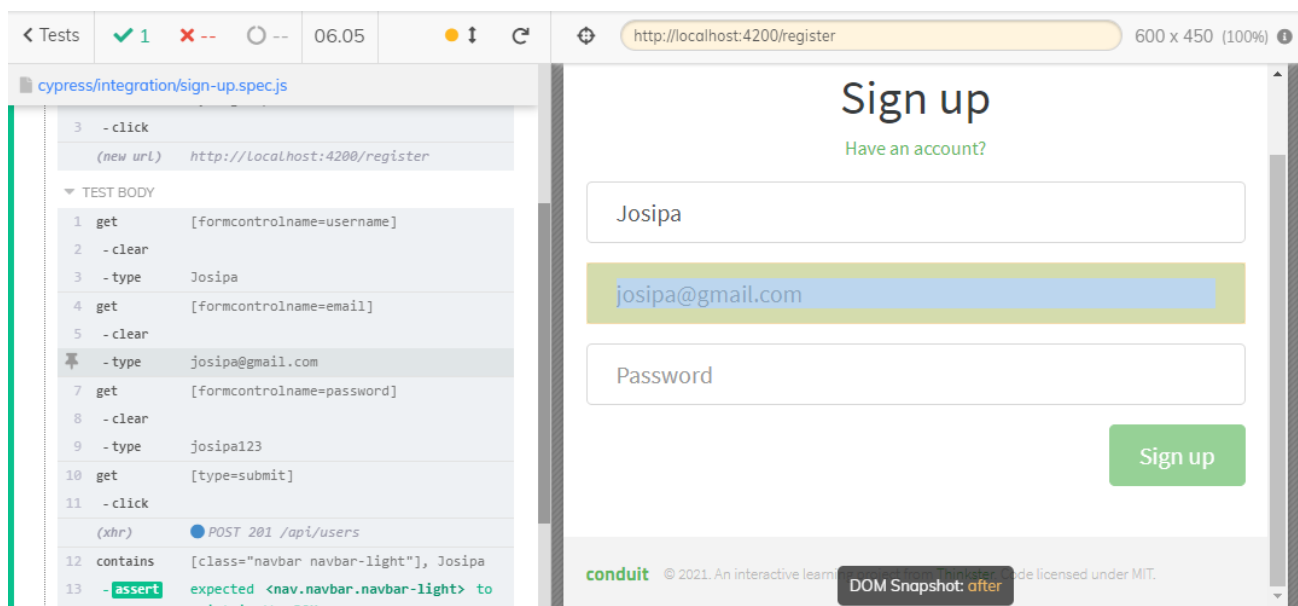 Tests 1 -- -- 06.05
http://localhost:4200/register 600 x 450 (100%)
cypress/integration/sign-up.spec.js
3 - click
(new url) http://localhost:4200/register
TEST BODY
1 get [formcontrolname=username]
2 - clear
3 - type Josipa
4 get [formcontrolname=email]
5 - clear
- type josipa@gmail.com
7 get [formcontrolname=password]
8 - clear
9 - type josipa123
10 get [type=submit]
11 - click
(xhr) POST 201 /api/users
12 contains [class="navbar navbar-light"], Josipa
13 - assert expected <nav.navbar.navbar-light> to
Sign up
Have an account?
Josipa
josipa@gmail.com
Password
Sign up
conduit © 2021. An interactive learning project from Thinkster. Code licensed under MIT.
DOM Snapshot: after